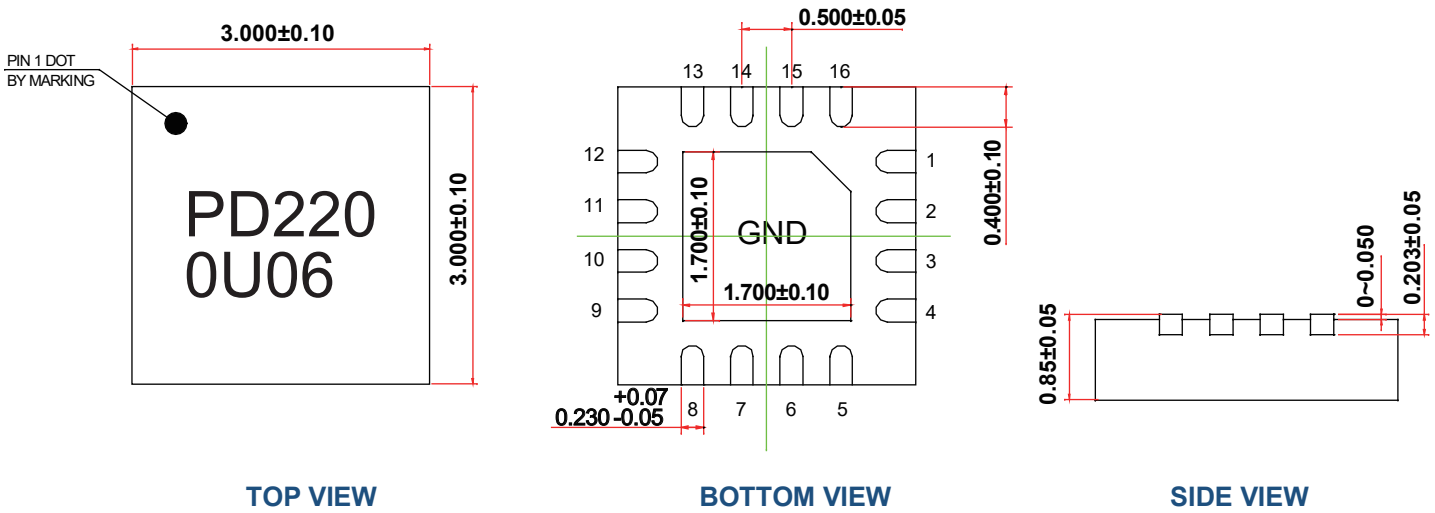 3.000±0.10
PIN 1 DOT
BY MARKING
PD220
0U06
3.000±0.10
TOP VIEW
0.500±0.05
13 14 15 16
12
11
10
9
1
2
3
4
8 7 6 5
GND
1.700±0.10
1.700±0.10
0.400±0.10
+0.07
0.230 -0.05
BOTTOM VIEW
0.85±0.05
0~0.050
0.203±0.05
SIDE VIEW